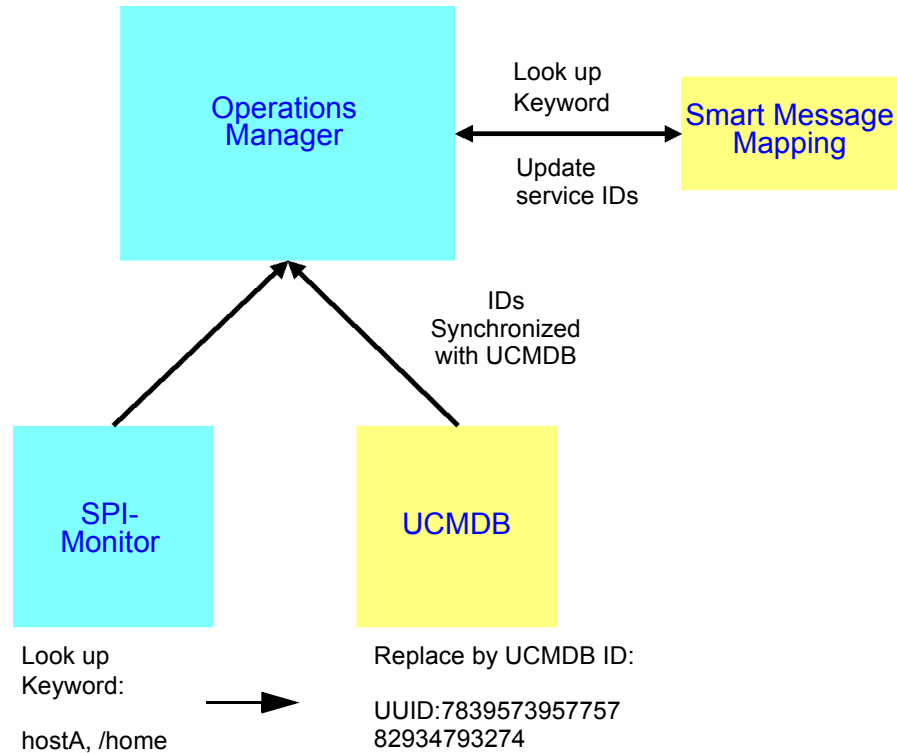 Operations
Manager
Look up
Keyword
Smart Message
Mapping
Update
service IDs
IDs
Synchronized
with UCMDB
SPI-
Monitor
UCMDB
Look up
Keyword:
hostA, /home
Replace by UCMDB ID:
UUID:7839573957757
82934793274